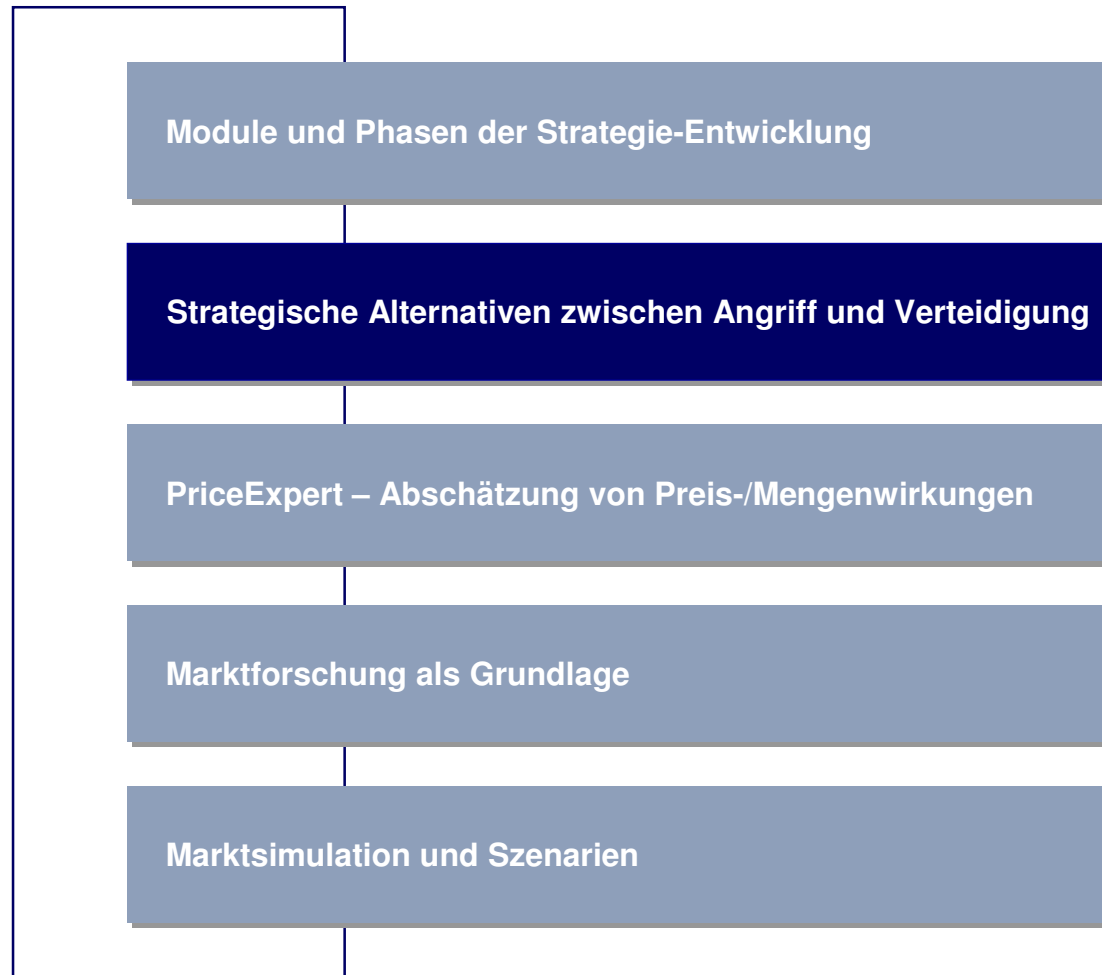 Module und Phasen der Strategie-Entwicklung
Strategische Alternativen zwischen Angriff und Verteidigung
PriceExpert – Abschätzung von Preis-/Mengenwirkungen
Marktforschung als Grundlage
Marktsimulation und Szenarien